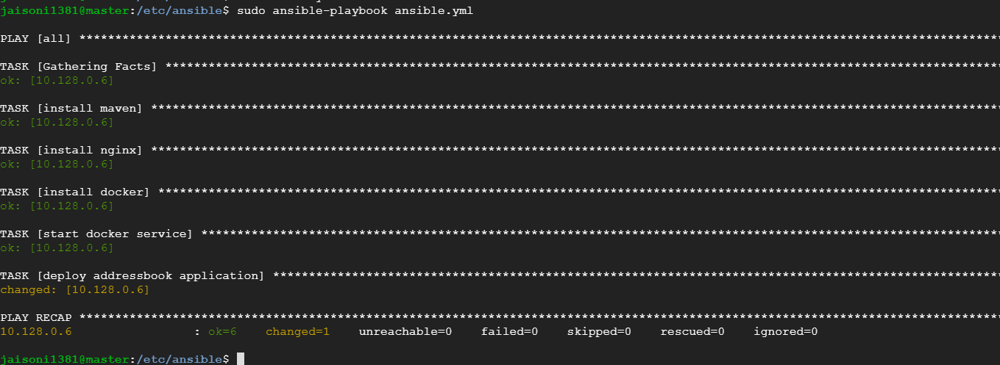 jaisoni1381@master:/etc/ansible$ sudo ansible-playbook ansible.yml
PLAY [all] ********************************************************************************************************************************
TASK [Gathering Facts] ********************************************************************************************************************
ok: [10.128.0.6]
TASK [install maven] **********************************************************************************************************************
ok: [10.128.0.6]
TASK [install nginx] **********************************************************************************************************************
ok: [10.128.0.6]
TASK [install docker] *********************************************************************************************************************
ok: [10.128.0.6]
TASK [start docker service] ***************************************************************************************************************
ok: [10.128.0.6]
TASK [deploy addressbook application] *****************************************************************************************************
changed: [10.128.0.6]
PLAY RECAP ********************************************************************************************************************************
10.128.0.6                 : ok=6    changed=1    unreachable=0    failed=0    skipped=0    rescued=0    ignored=0
jaisoni1381@master:/etc/ansible$